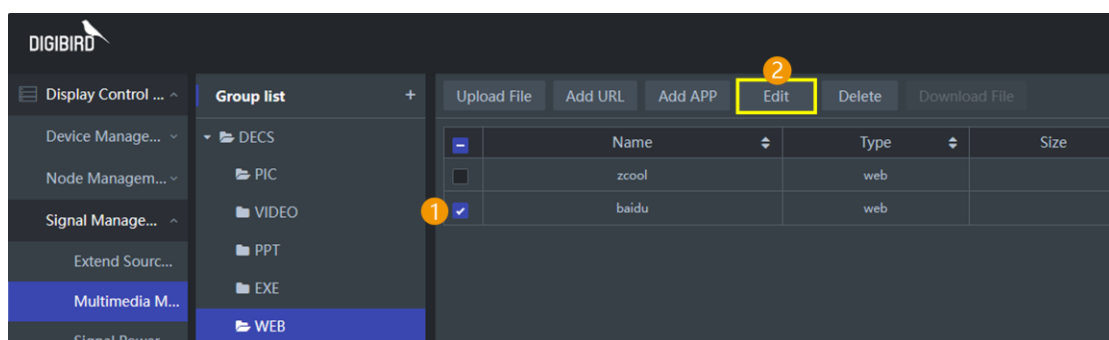 DIGIBIRD
2
Display Control ... Group list + Upload File Add URL Add APP Edit Delete Download File
Device Manage... DECS Name Type Size
Node Managem... PIC zcool web
Signal Manage... VIDEO 1 baidu web
Extend Sourc... PPT
Multimedia M... EXE
WEB
Signal Power